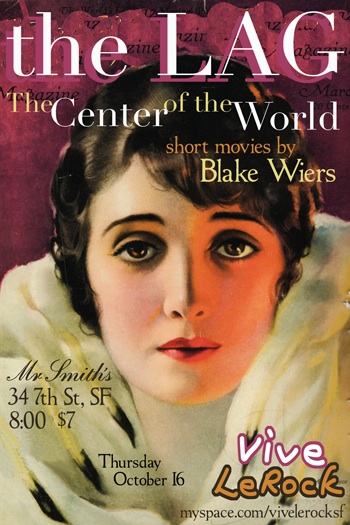 the LAG
The Center of the World
short movies by
Blake Wiers
Mr Smith's
34 7th St, SF
8:00 $7
Thursday
October 16
Vive
LeRock
myspace.com/vivelerocksf